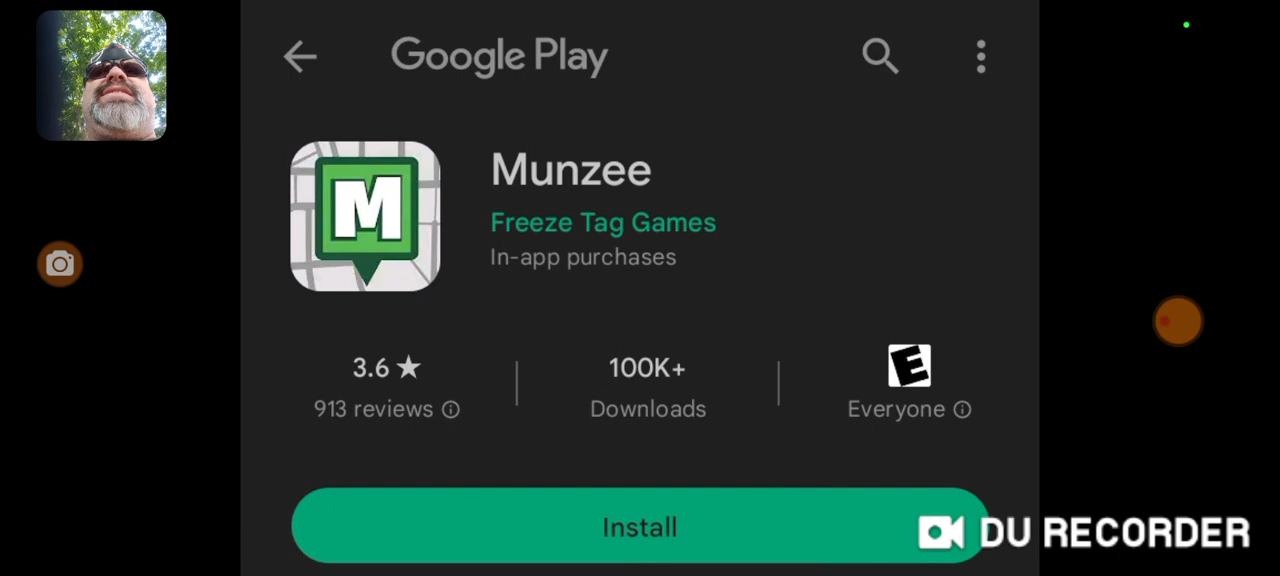 Google Play
M
Munzee
Freeze Tag Games
In-app purchases
3.6 ★
913 reviews
100K+
Downloads
E
Everyone
Install
DU RECORDER